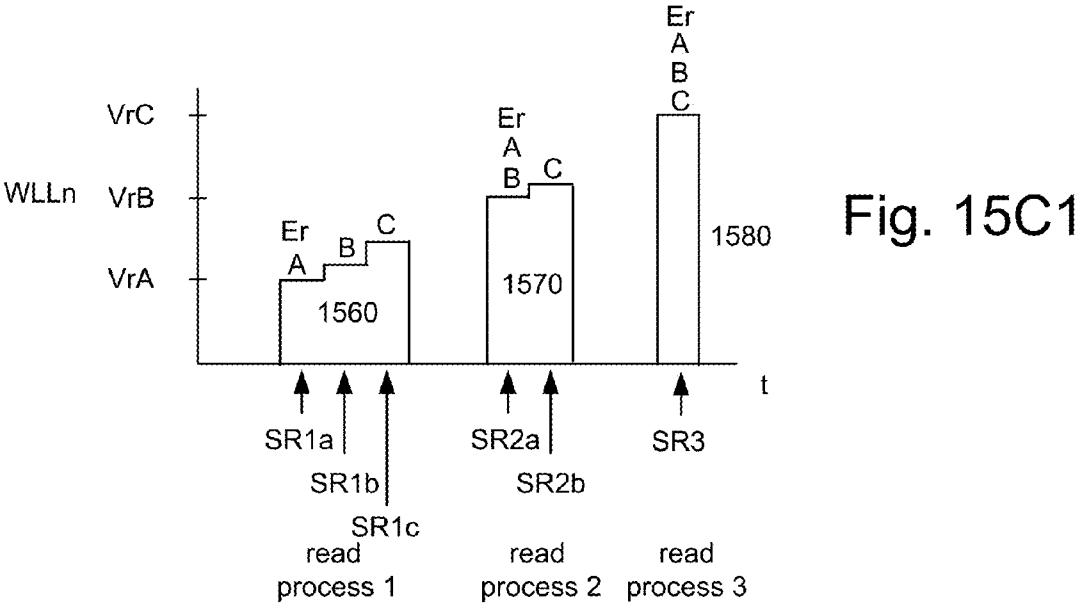 Er
A
B
C
VrC
Er
A
B
C
WLLn
VrB
Fig. 15C1
Er
A
B
C
1580
VrA
1560
1570
t
SR1a
SR2a
SR3
SR1b
SR2b
SR1c
read
process 1
read
process 2
read
process 3